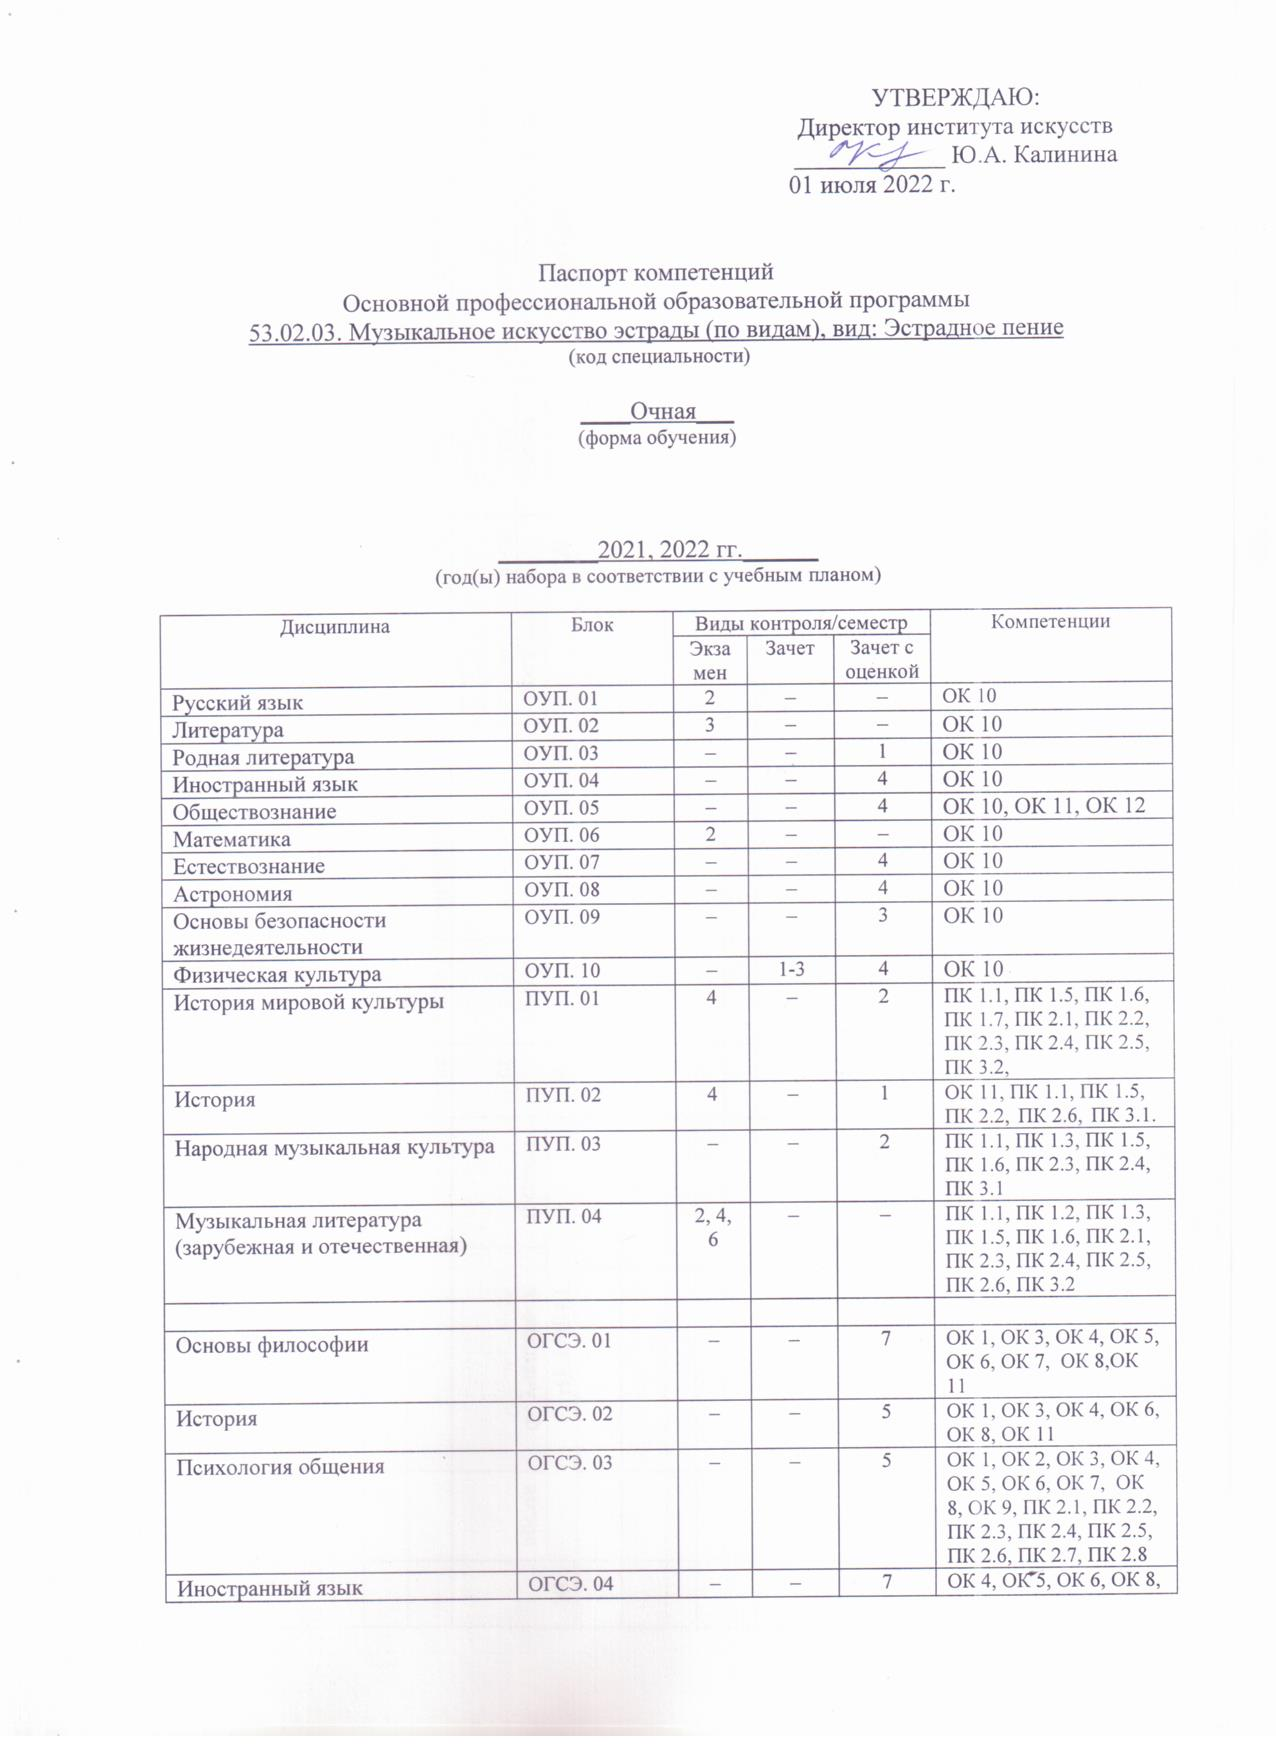 УТВЕРЖДАЮ:
Директор института искусств
____________ Ю.А. Калинина
01 июля 2022 г.
Паспорт компетенций
Основной профессиональной образовательной программы
53.02.03. Музыкальное искусство эстрады (по видам), вид: Эстрадное пение
(код специальности)
____Очная___
(форма обучения)
________2021, 2022 гг.______
(год(ы) набора в соответствии с учебным планом)
Дисциплина Блок Виды контроля/семестр Компетенции
Экза Зачет Зачет с
мен оценкой
Русский язык ОУП. 01 2 – – ОК 10
Литература ОУП. 02 3 – – ОК 10
Родная литература ОУП. 03 – – 1 ОК 10
Иностранный язык ОУП. 04 – – 4 ОК 10
Обществознание ОУП. 05 – – 4 ОК 10, ОК 11, ОК 12
Математика ОУП. 06 2 – – ОК 10
Естествознание ОУП. 07 – – 4 ОК 10
Астрономия ОУП. 08 – – 4 ОК 10
Основы безопасности ОУП. 09 – – 3 ОК 10
жизнедеятельности
Физическая культура ОУП. 10 – 1-3 4 ОК 10
История мировой культуры ПУП. 01 4 – 2 ПК 1.1, ПК 1.5, ПК 1.6,
ПК 1.7, ПК 2.1, ПК 2.2,
ПК 2.3, ПК 2.4, ПК 2.5,
ПК 3.2,
История ПУП. 02 4 – 1 ОК 11, ПК 1.1, ПК 1.5,
ПК 2.2, ПК 2.6, ПК 3.1.
Народная музыкальная культура ПУП. 03 – – 2 ПК 1.1, ПК 1.3, ПК 1.5,
ПК 1.6, ПК 2.3, ПК 2.4,
ПК 3.1
Музыкальная литература ПУП. 04 2, 4, – – ПК 1.1, ПК 1.2, ПК 1.3,
(зарубежная и отечественная) 6 ПК 1.5, ПК 1.6, ПК 2.1,
ПК 2.3, ПК 2.4, ПК 2.5,
ПК 2.6, ПК 3.2
Основы философии ОГСЭ. 01 – – 7 ОК 1, ОК 3, ОК 4, ОК 5,
ОК 6, ОК 7, ОК 8,ОК
11
История ОГСЭ. 02 – – 5 ОК 1, ОК 3, ОК 4, ОК 6,
ОК 8, ОК 11
Психология общения ОГСЭ. 03 – – 5 ОК 1, ОК 2, ОК 3, ОК 4,
ОК 5, ОК 6, ОК 7, ОК
8, ОК 9, ПК 2.1, ПК 2.2,
ПК 2.3, ПК 2.4, ПК 2.5,
ПК 2.6, ПК 2.7, ПК 2.8
Иностранный язык ОГСЭ. 04 – – 7 ОК 4, ОК 5, ОК 6, ОК 8,